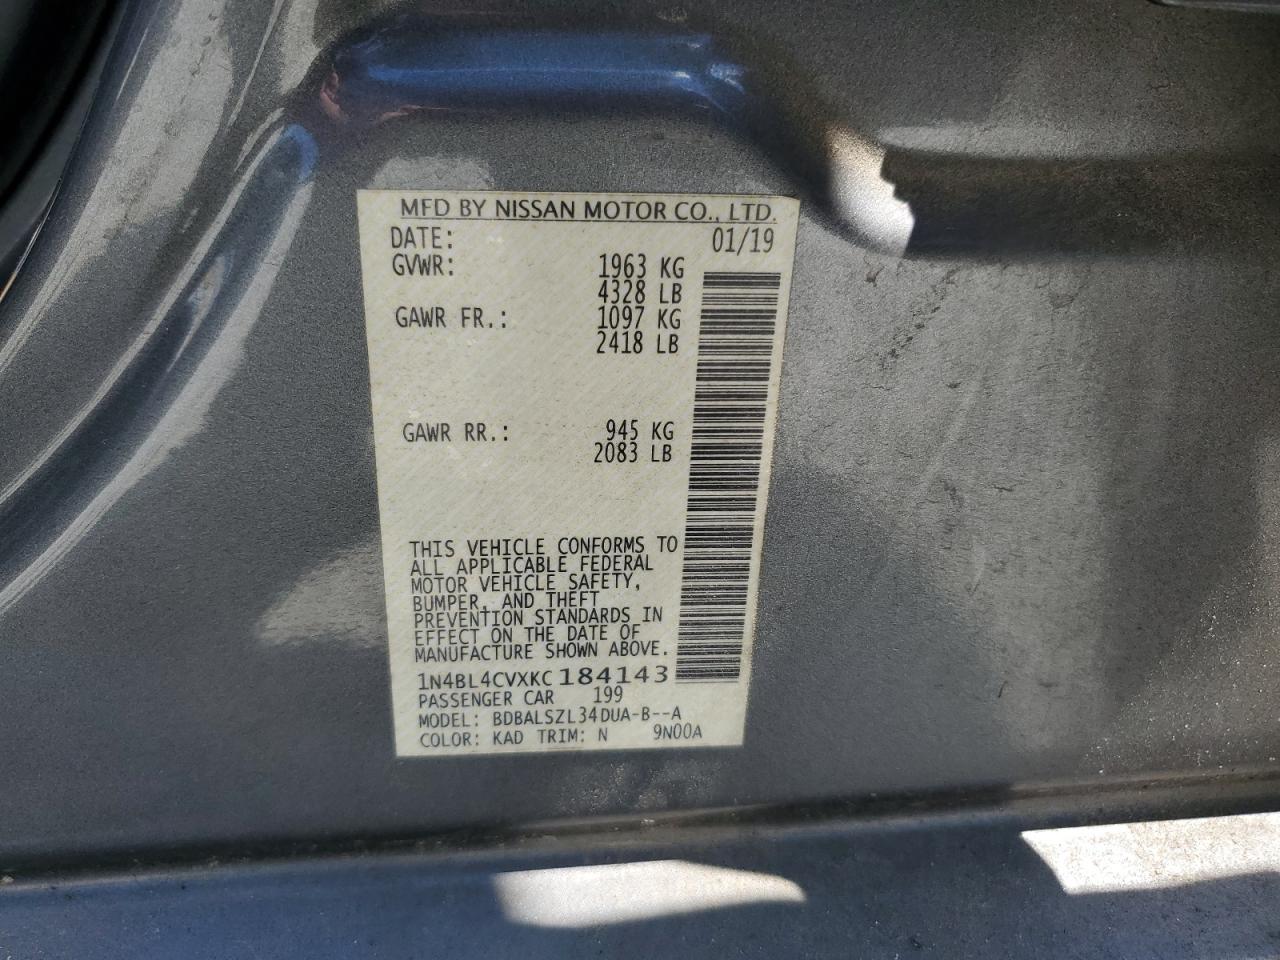 MFD BY NISSAN MOTOR CO., LTD.
DATE: 01/19
GVWR: 1963 KG
4328 LB
GAWR FR.: 1097 KG
2418 LB
GAWR RR.: 945 KG
2083 LB
THIS VEHICLE CONFORMS TO
ALL APPLICABLE FEDERAL
MOTOR VEHICLE SAFETY,
BUMPER, AND THEFT
PREVENTION STANDARDS IN
EFFECT ON THE DATE OF
MANUFACTURE SHOWN ABOVE.
1N4BL4CVXKC184143
PASSENGER CAR 199
MODEL: BDBALSZL34DUA-B--A
COLOR: KAD TRIM: N 9N00A